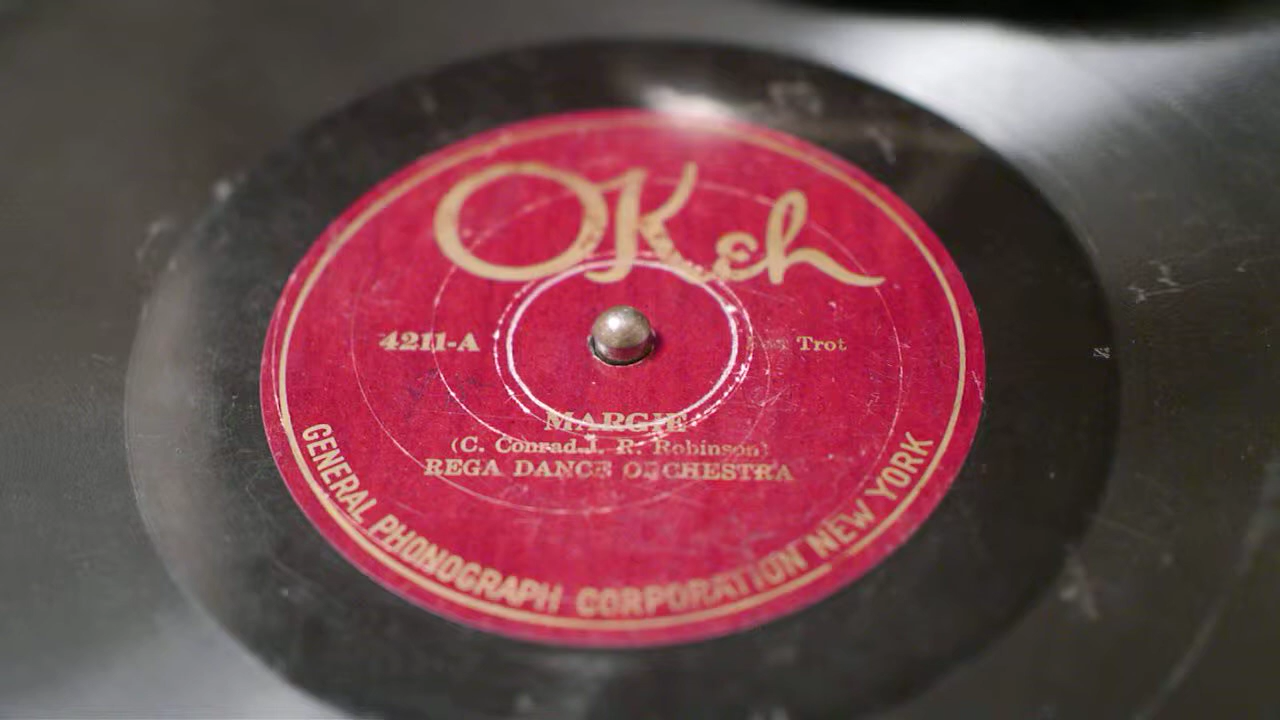 OKeh
4211-A
Trot
MARGIE
(C. Conrad-J. R. Robinson)
REGA DANCE ORCHESTRA
GENERAL PHONOGRAPH CORPORATION NEW YORK